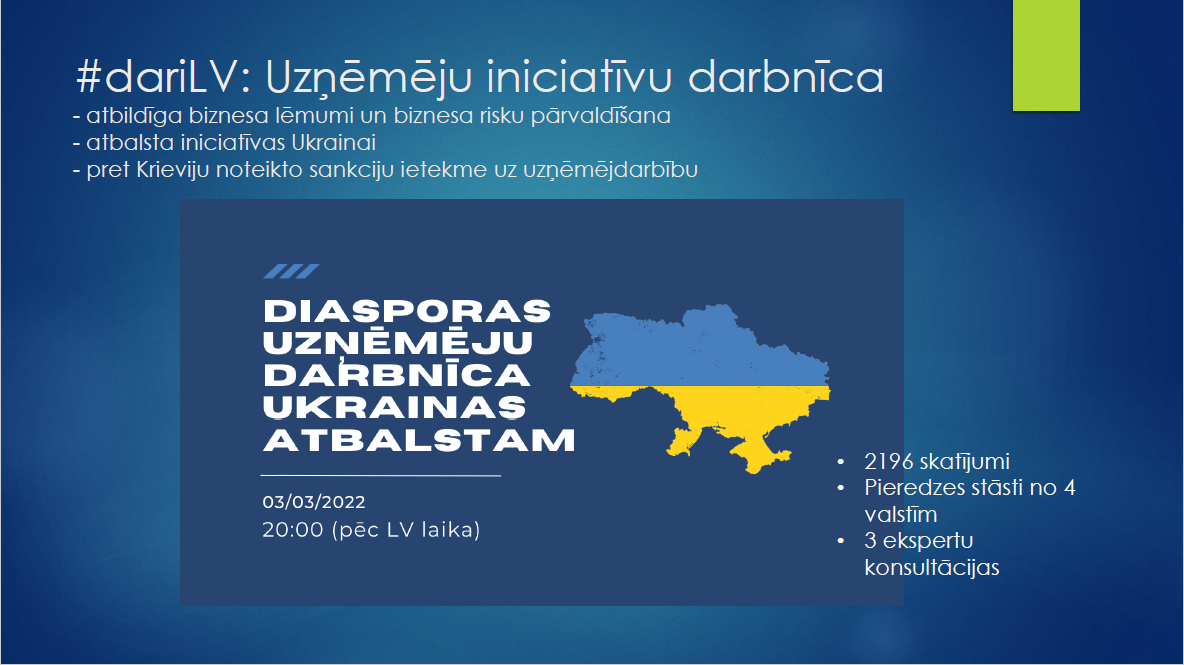 #dariLV: Uzņēmēju iniciatīvu darbnīca
- atbildīga biznesa lēmumi un biznesa risku pārvaldīšana
- atbalsta iniciatīvas Ukrainai
- pret Krieviju noteikto sankciju ietekme uz uzņēmējdarbību
DIASPORAS
UZŅĒMĒJU
DARBNĪCA
UKRAINAS
ATBALSTAM
03/03/2022
20:00 (pēc LV laika)
• 2196 skatījumi
• Pieredzes stāsti no 4
valstīm
• 3 ekspertu
konsultācijas